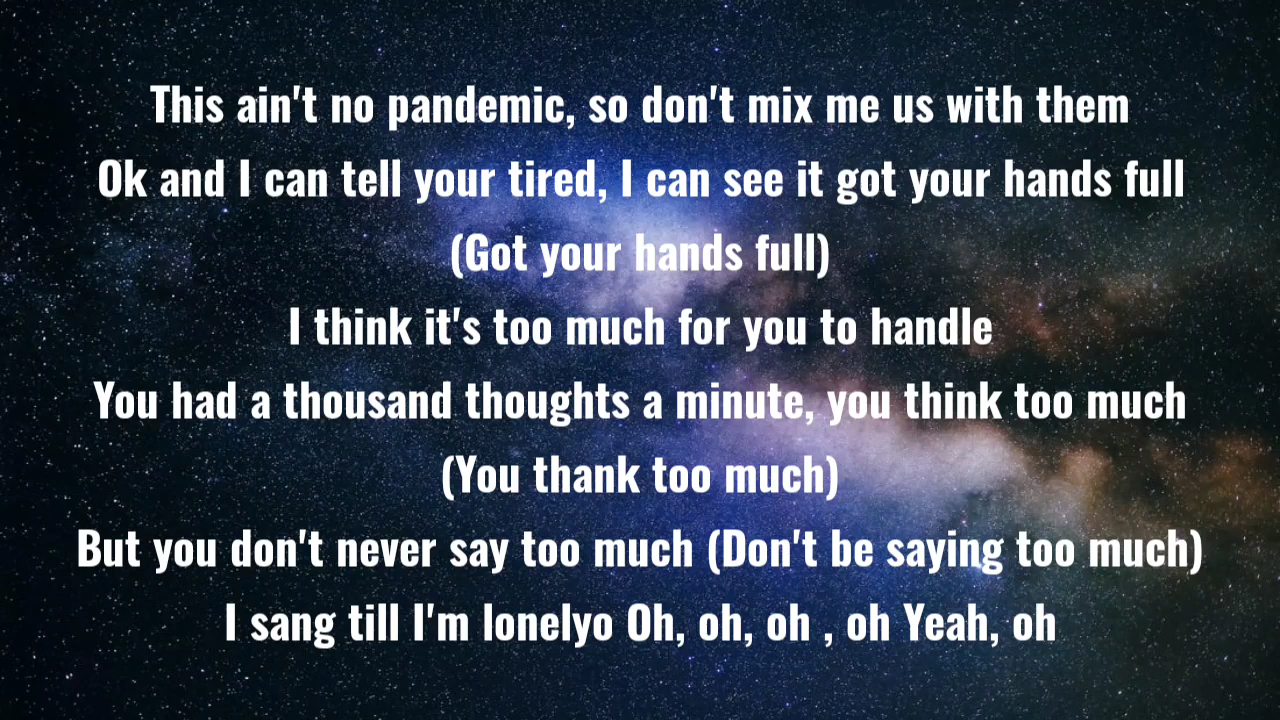 This ain't no pandemic, so don't mix me us with them
Ok and I can tell your tired, I can see it got your hands full
(Got your hands full)
I think it's too much for you to handle
You had a thousand thoughts a minute, you think too much
(You thank too much)
But you don't never say too much (Don't be saying too much)
I sang till I'm lonelyo Oh, oh, oh , oh Yeah, oh